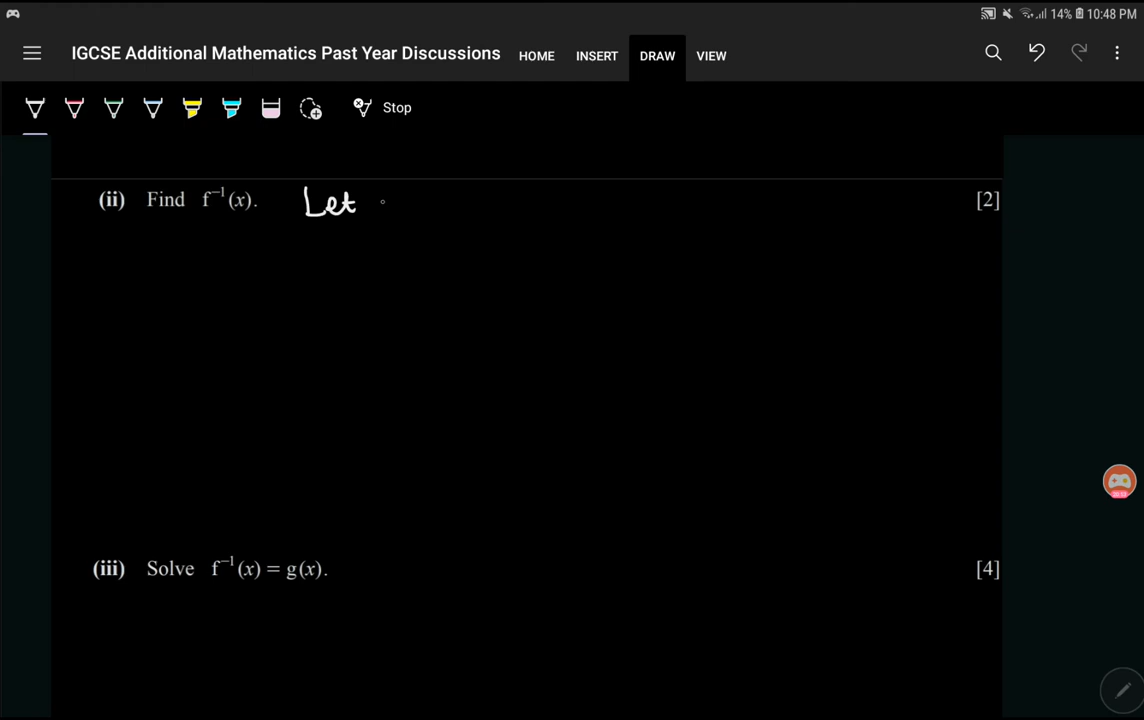 14% 10:48 PM
IGCSE Additional Mathematics Past Year Discussions HOME INSERT DRAW VIEW
Stop
(ii) Find f⁻¹(x). Let [2]
(iii) Solve f⁻¹(x) = g(x). [4]